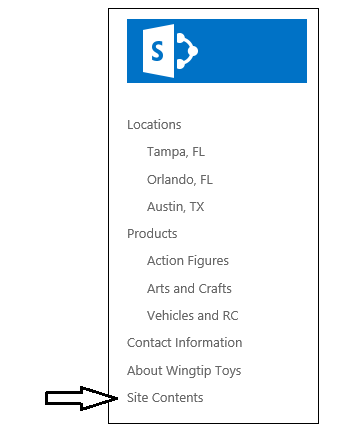 S
Locations
Tampa, FL
Orlando, FL
Austin, TX
Products
Action Figures
Arts and Crafts
Vehicles and RC
Contact Information
About Wingtip Toys
Site Contents